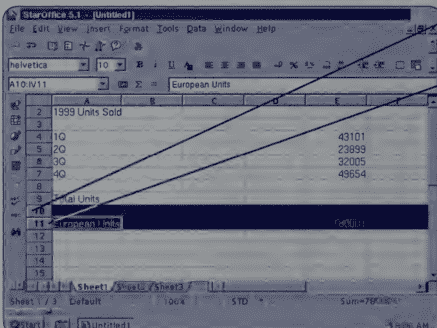 StarOffice 5.1 - [Untitled1]
File Edit View Insert Format Tools Data Window Help
helvetica 10 B i U A
A10:IV11 Σ = European Units
A B C D E F
2 1999 Units Sold
3
4 1Q 43101
5 2Q 23899
6 3Q 32005
7 4Q 49654
8
9 Total Units
10
11 European Units
12
13
14
15
Sheet1 Sheet2 Sheet3
Sheet 1 / 3 Default 100% STD
Start Untitled1